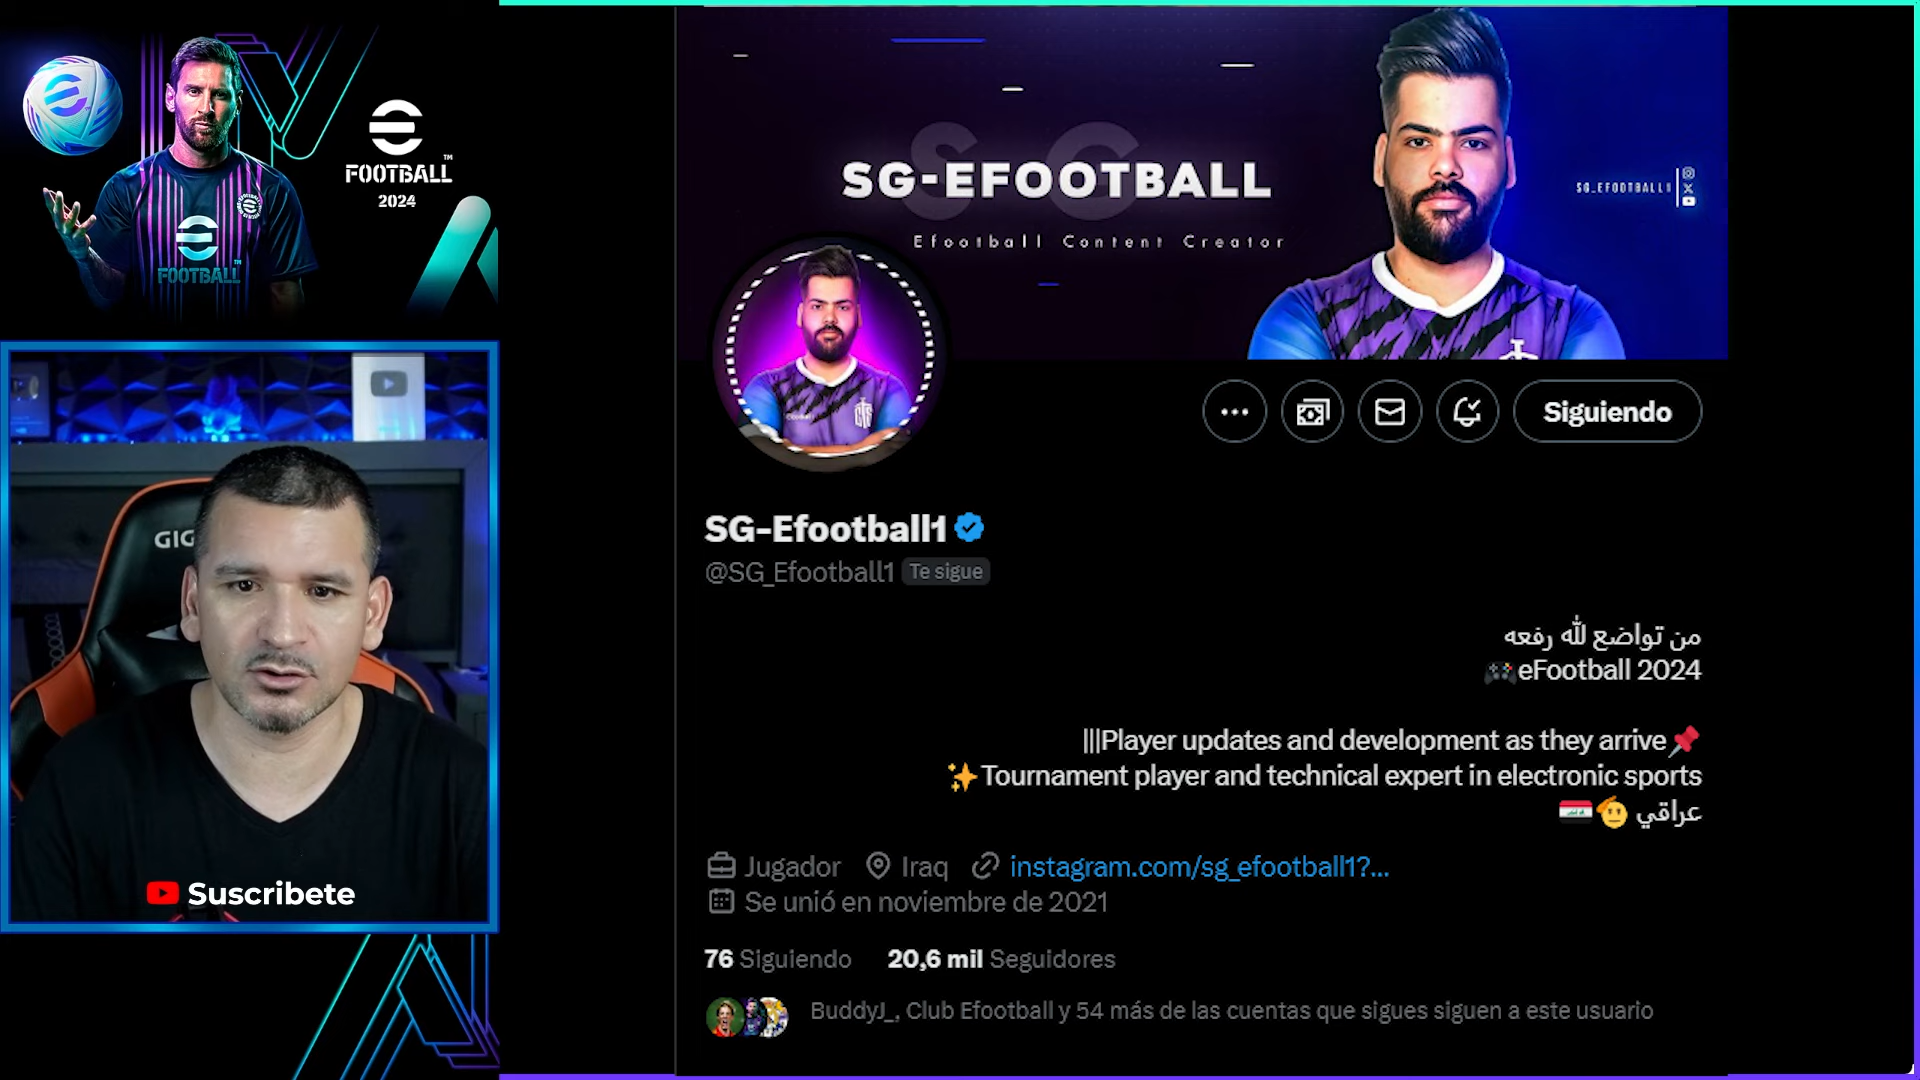 FOOTBALL™
2024
FOOTBALL™
GIG
Suscribete
SG
SG-EFOOTBALL
Efootball Content Creator
SG_EFOOTBALL1
Siguiendo
SG-Efootball1
@SG_Efootball1 Te sigue
من تواضع لله رفعه
🎮eFootball 2024
|||Player updates and development as they arrive📌
✨Tournament player and technical expert in electronic sports
عراقي 🫡🇮🇶
Jugador Iraq instagram.com/sg_efootball1?...
Se unió en noviembre de 2021
76 Siguiendo 20,6 mil Seguidores
BuddyJ_, Club Efootball y 54 más de las cuentas que sigues siguen a este usuario